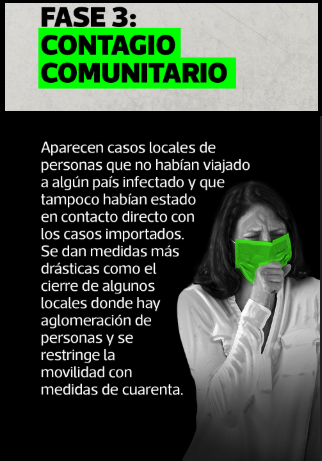 FASE 3:
CONTAGIO
COMUNITARIO
Aparecen casos locales de
personas que no habían viajado
a algún país infectado y que
tampoco habían estado
en contacto directo con
los casos importados.
Se dan medidas más
drásticas como el
cierre de algunos
locales donde hay
aglomeración de
personas y se
restringe la
movilidad con
medidas de cuarenta.